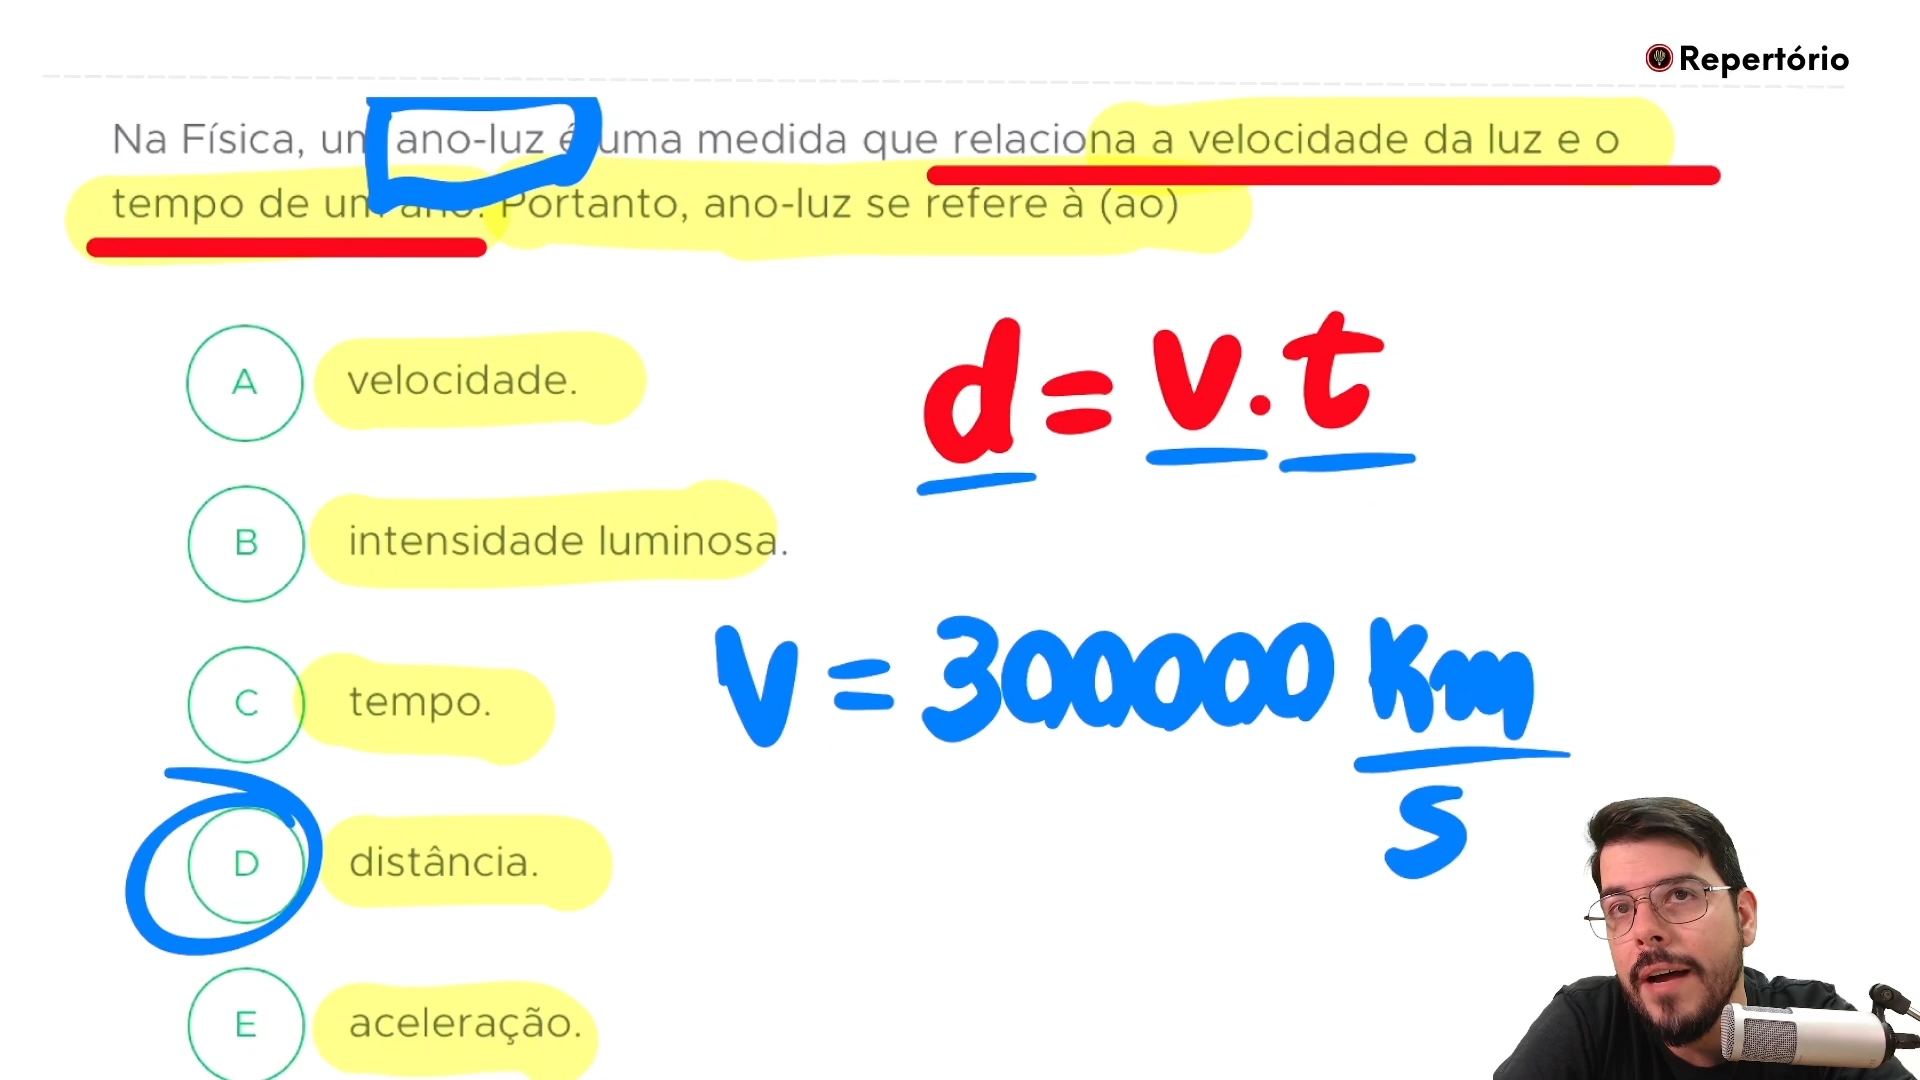 Repertório
Na Física, um ano-luz é uma medida que relaciona a velocidade da luz e o
tempo de um ano. Portanto, ano-luz se refere à (ao)
A velocidade.
d = v.t
B intensidade luminosa.
V = 300000 Km
s
C tempo.
D distância.
E aceleração.